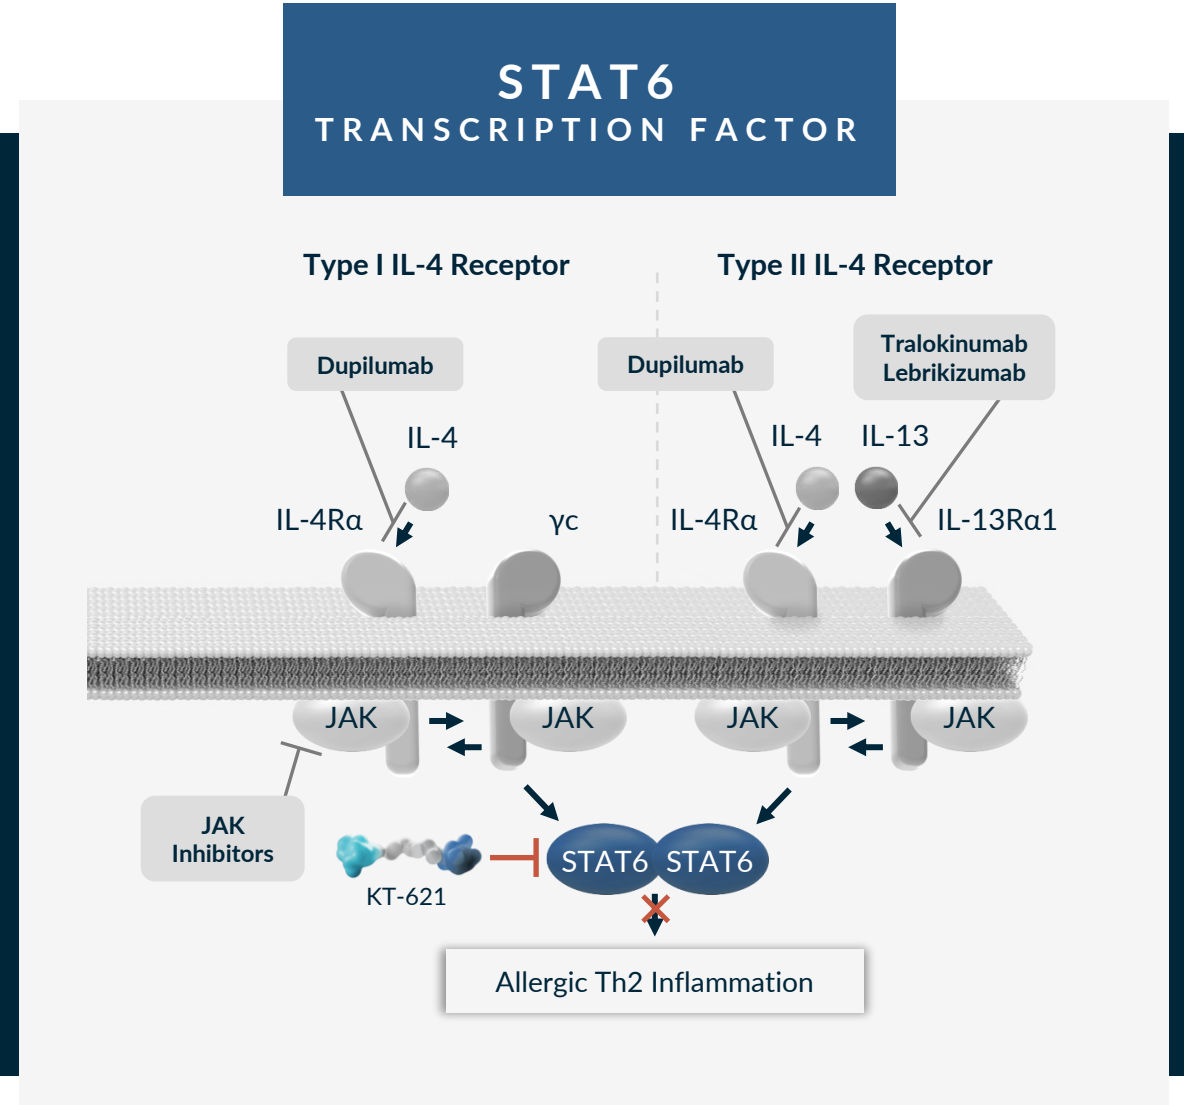 STAT6
TRANSCRIPTION FACTOR
Type I IL-4 Receptor
Type II IL-4 Receptor
Dupilumab
Dupilumab
Tralokinumab
Lebrikizumab
IL-4
IL-4
IL-13
IL-4Rα
γc
IL-4Rα
IL-13Rα1
JAK
JAK
JAK
JAK
JAK
Inhibitors
KT-621
STAT6
STAT6
Allergic Th2 Inflammation